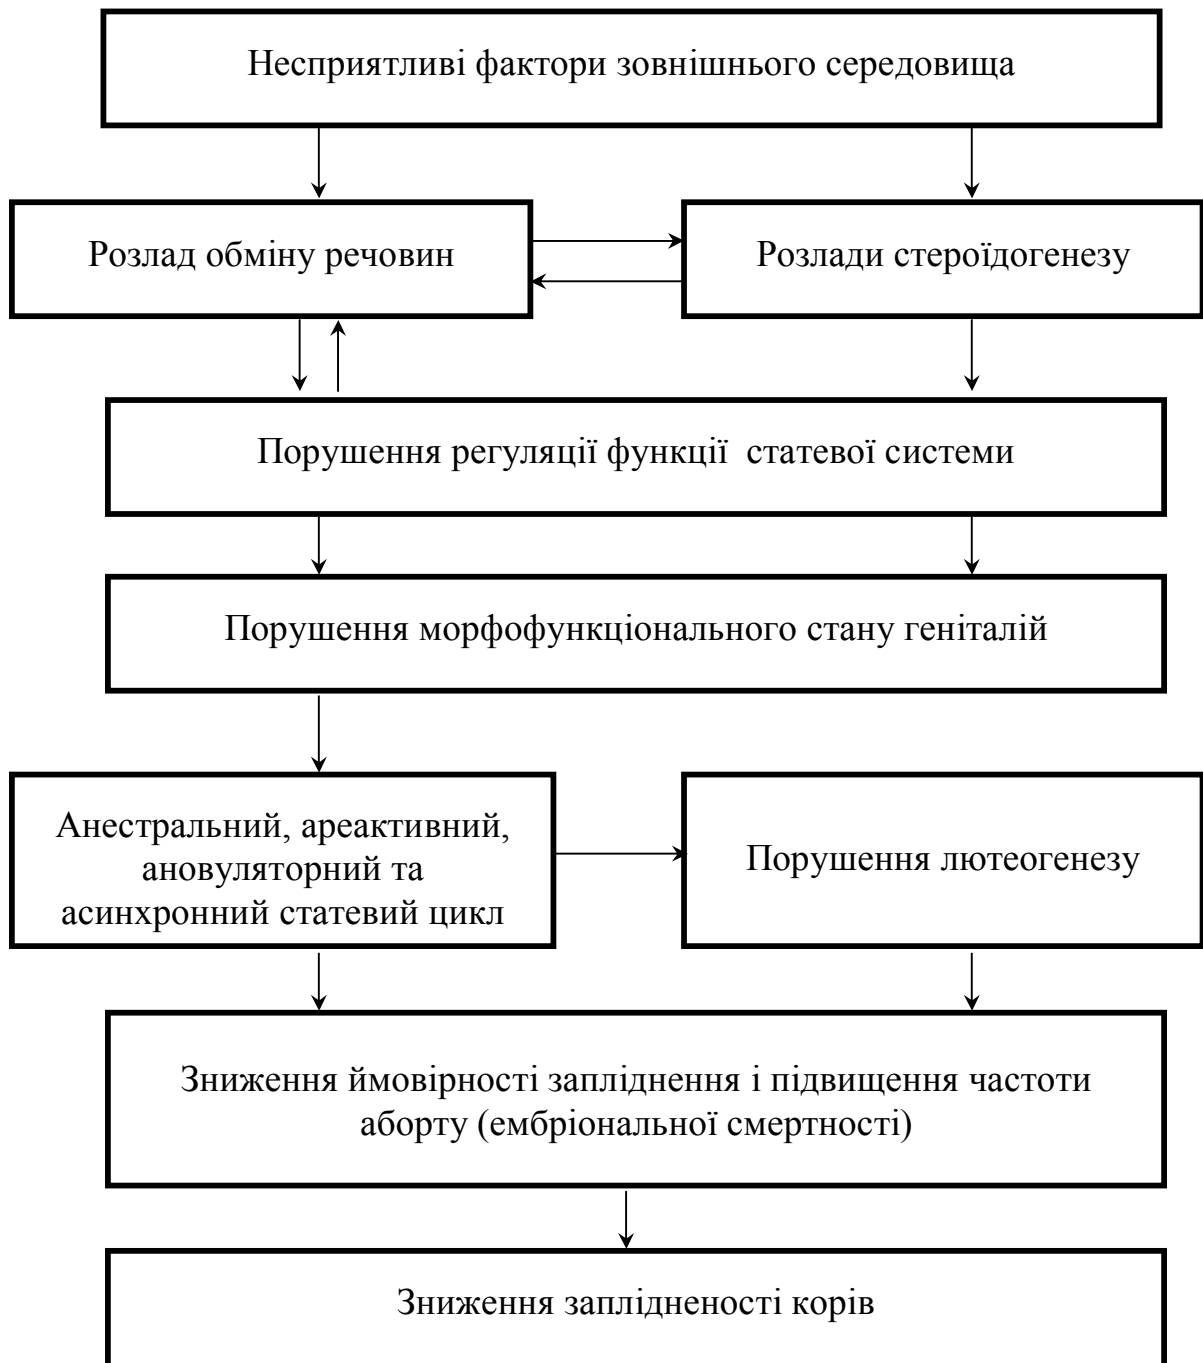 Несприятливі фактори зовнішнього середовища
Розлад обміну речовин
Розлади стероїдогенезу
Порушення регуляції функції  статевої системи
Порушення морфофункціонального стану геніталій
Анестральний, ареактивний,
ановуляторний та
асинхронний статевий цикл
Порушення лютеогенезу
Зниження ймовірності запліднення і підвищення частоти
аборту (ембріональної смертності)
Зниження заплідненості корів